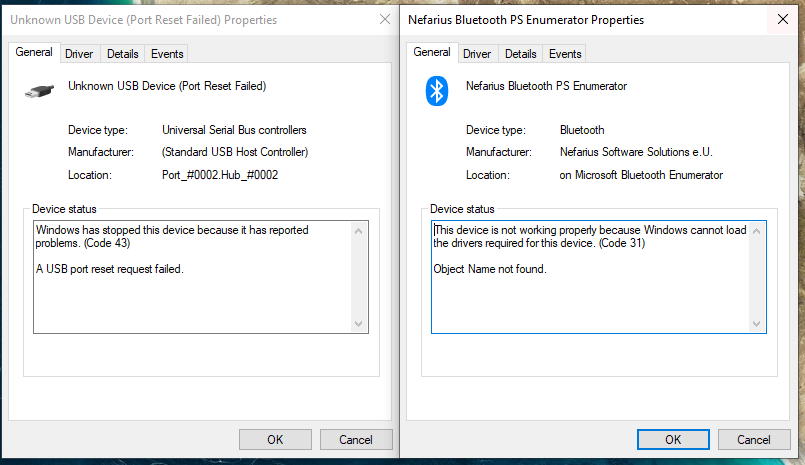 Unknown USB Device (Port Reset Failed) Properties
General Driver Details Events
Unknown USB Device (Port Reset Failed)
Device type: Universal Serial Bus controllers
Manufacturer: (Standard USB Host Controller)
Location: Port_#0002.Hub_#0002
Device status
Windows has stopped this device because it has reported
problems. (Code 43)
A USB port reset request failed.
OK Cancel
Nefarius Bluetooth PS Enumerator Properties
General Driver Details Events
Nefarius Bluetooth PS Enumerator
Device type: Bluetooth
Manufacturer: Nefarius Software Solutions e.U.
Location: on Microsoft Bluetooth Enumerator
Device status
This device is not working properly because Windows cannot load
the drivers required for this device. (Code 31)
Object Name not found.
OK Cancel